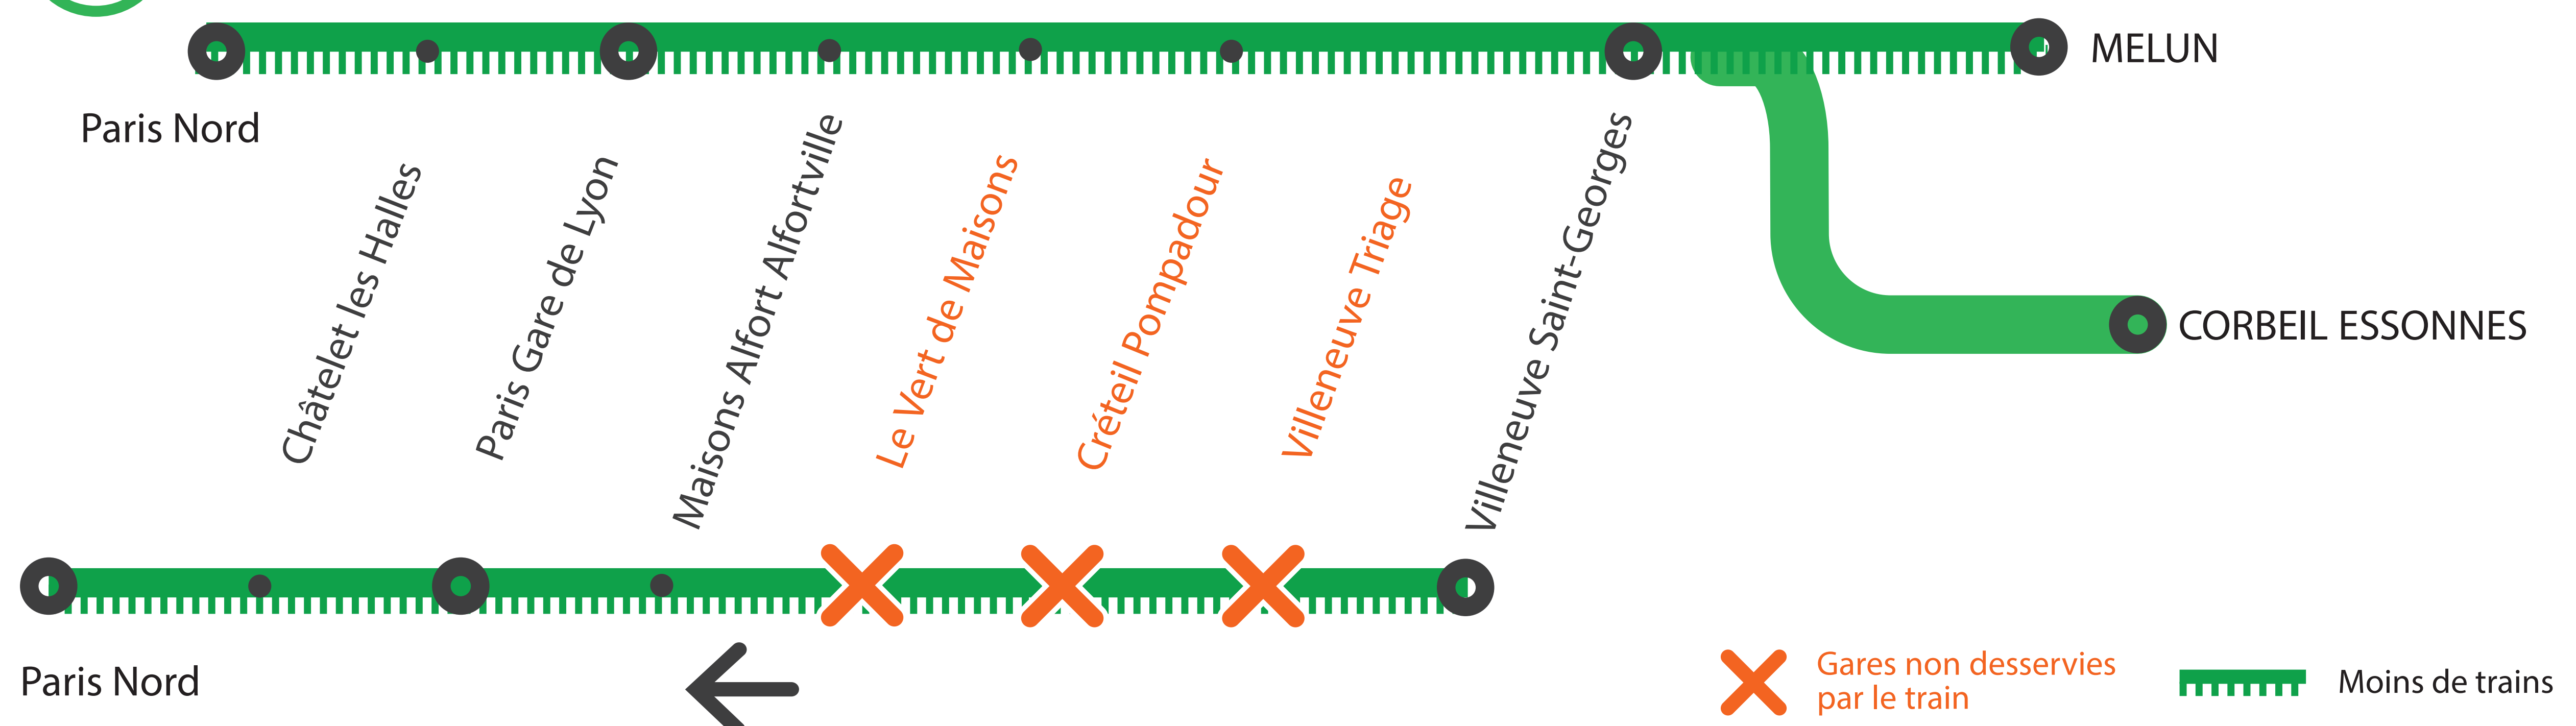 MELUN
Paris Nord
Châtelet les Halles
Paris Gare de Lyon
Maisons Alfort Alfortville
Le Vert de Maisons
Créteil Pompadour
Villeneuve Triage
Villeneuve Saint-Georges
CORBEIL ESSONNES
Paris Nord
Gares non desservies
par le train
Moins de trains